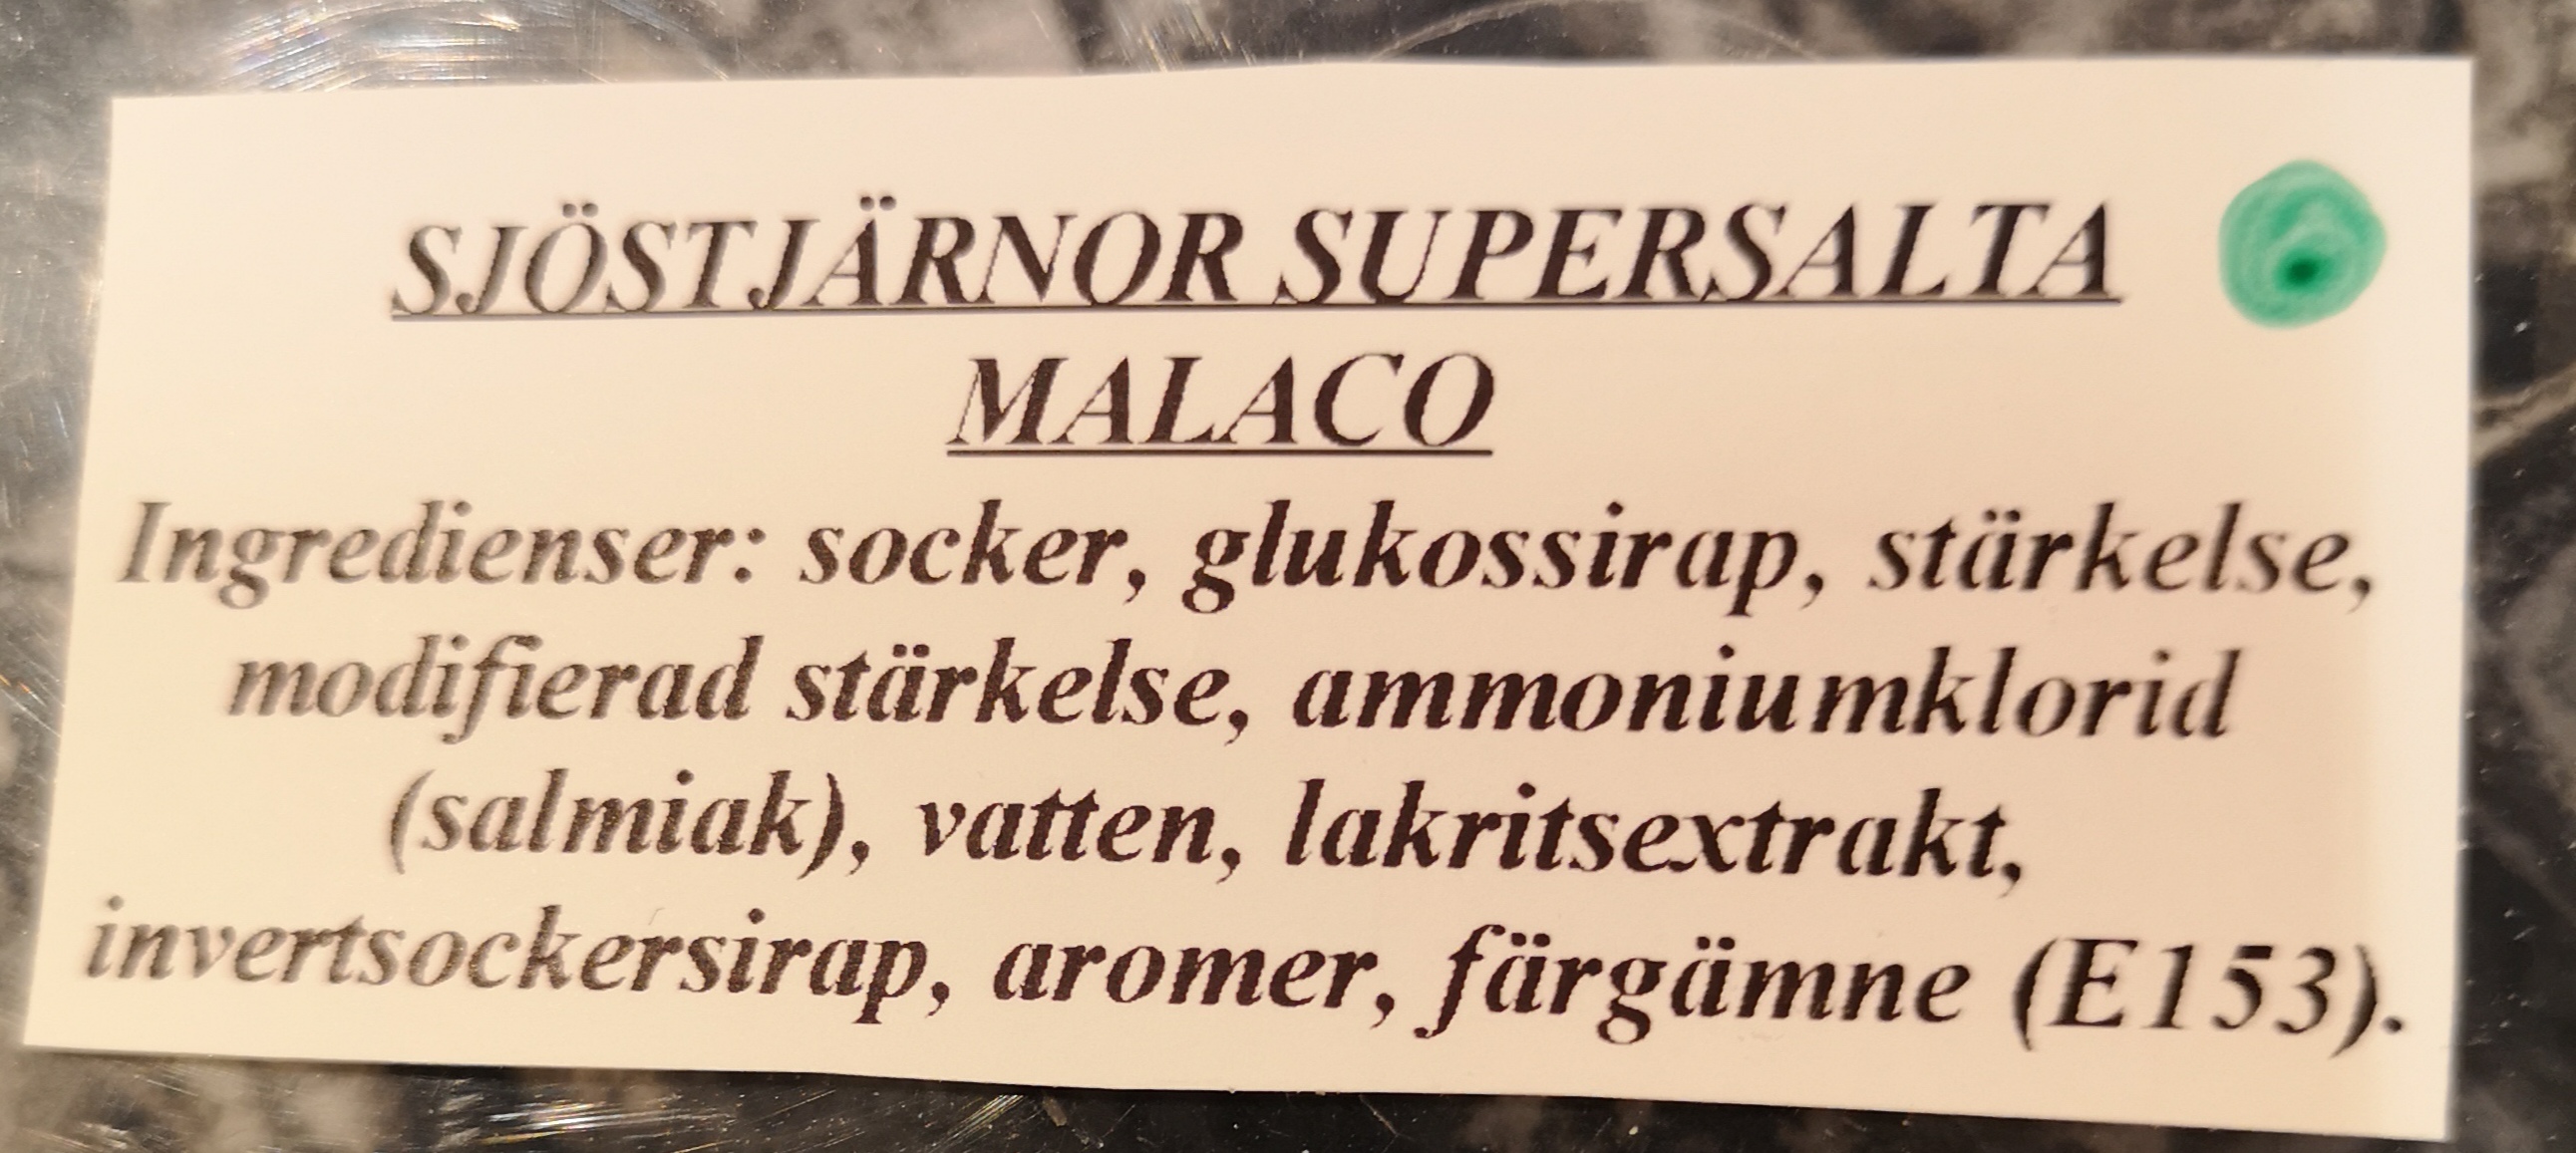 SJÖSTJÄRNOR SUPERSALTA
MALACO
Ingredienser: socker, glukossirap, stärkelse,
modifierad stärkelse, ammoniumklorid
(salmiak), vatten, lakritsextrakt,
invertsockersirap, aromer, färgämne (E153).